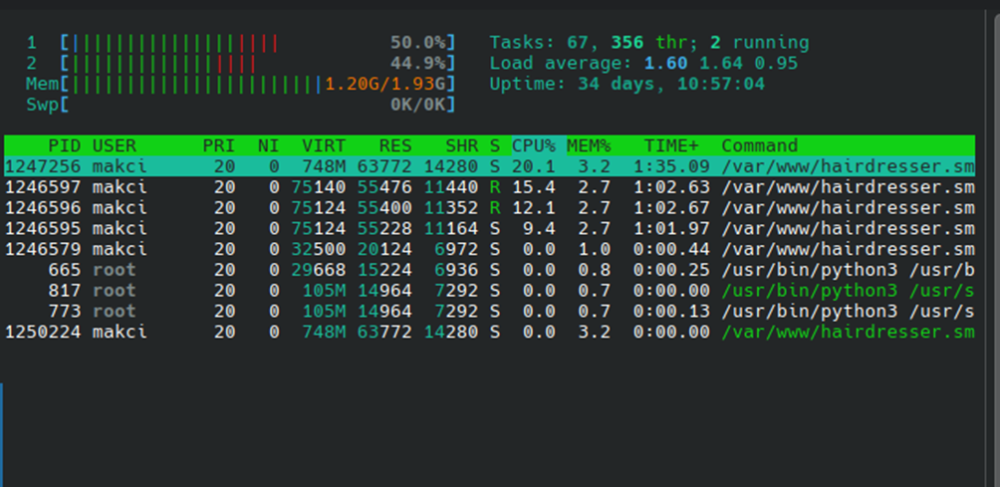 1 [|||||||||||||||||||| 50.0%] Tasks: 67, 356 thr; 2 running
2 [|||||||||||||||||| 44.9%] Load average: 1.60 1.64 0.95
Mem[||||||||||||||||||||||||1.20G/1.93G] Uptime: 34 days, 10:57:04
Swp[ 0K/0K]
PID USER PRI NI VIRT RES SHR S CPU% MEM% TIME+ Command
1247256 makci 20 0 748M 63772 14280 S 20.1 3.2 1:35.09 /var/www/hairdresser.sm
1246597 makci 20 0 75140 55476 11440 R 15.4 2.7 1:02.63 /var/www/hairdresser.sm
1246596 makci 20 0 75124 55400 11352 R 12.1 2.7 1:02.67 /var/www/hairdresser.sm
1246595 makci 20 0 75124 55228 11164 S 9.4 2.7 1:01.97 /var/www/hairdresser.sm
1246579 makci 20 0 32500 20124 6972 S 0.0 1.0 0:00.44 /var/www/hairdresser.sm
665 root 20 0 29668 15224 6936 S 0.0 0.8 0:00.25 /usr/bin/python3 /usr/b
817 root 20 0 105M 14964 7292 S 0.0 0.7 0:00.00 /usr/bin/python3 /usr/s
773 root 20 0 105M 14964 7292 S 0.0 0.7 0:00.13 /usr/bin/python3 /usr/s
1250224 makci 20 0 748M 63772 14280 S 0.0 3.2 0:00.00 /var/www/hairdresser.sm